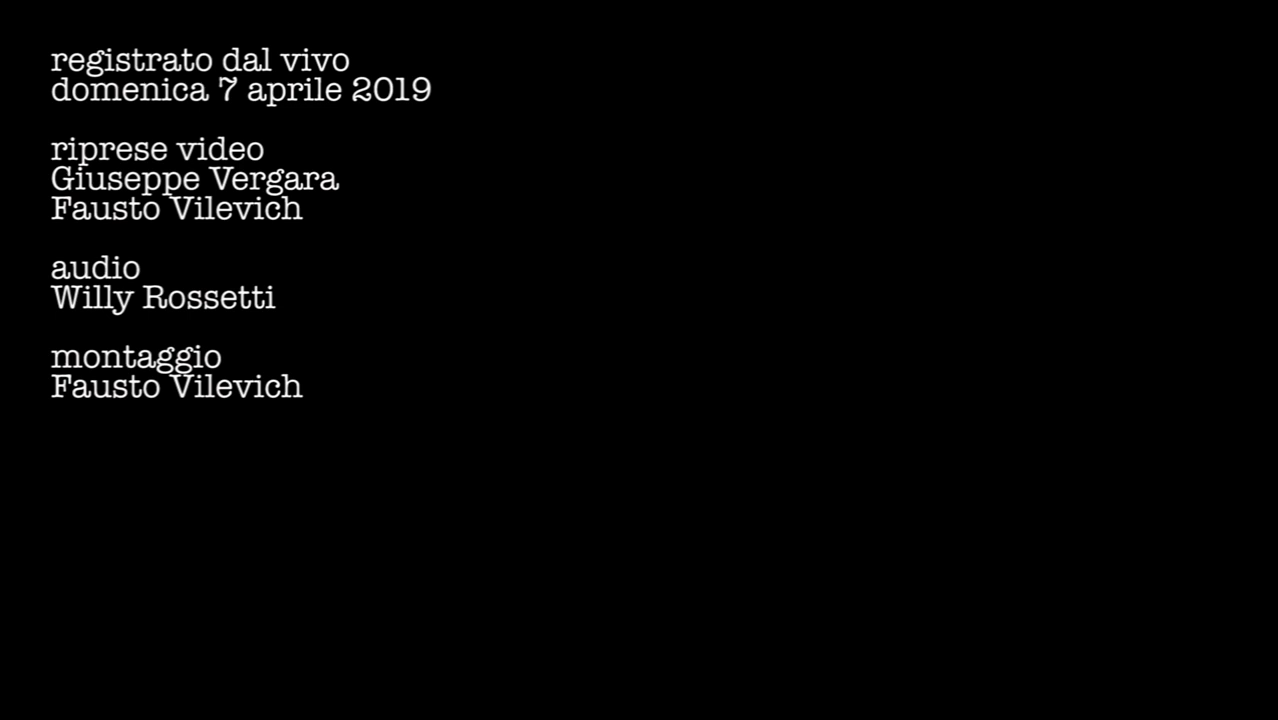 registrato dal vivo
domenica 7 aprile 2019
riprese video
Giuseppe Vergara
Fausto Vilevich
audio
Willy Rossetti
montaggio
Fausto Vilevich